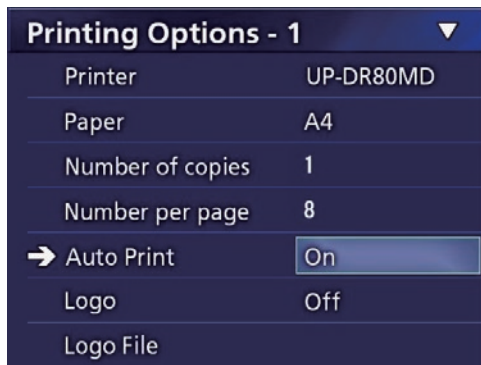 Printing Options - 1
Printer UP-DR80MD
Paper A4
Number of copies 1
Number per page 8
Auto Print On
Logo Off
Logo File